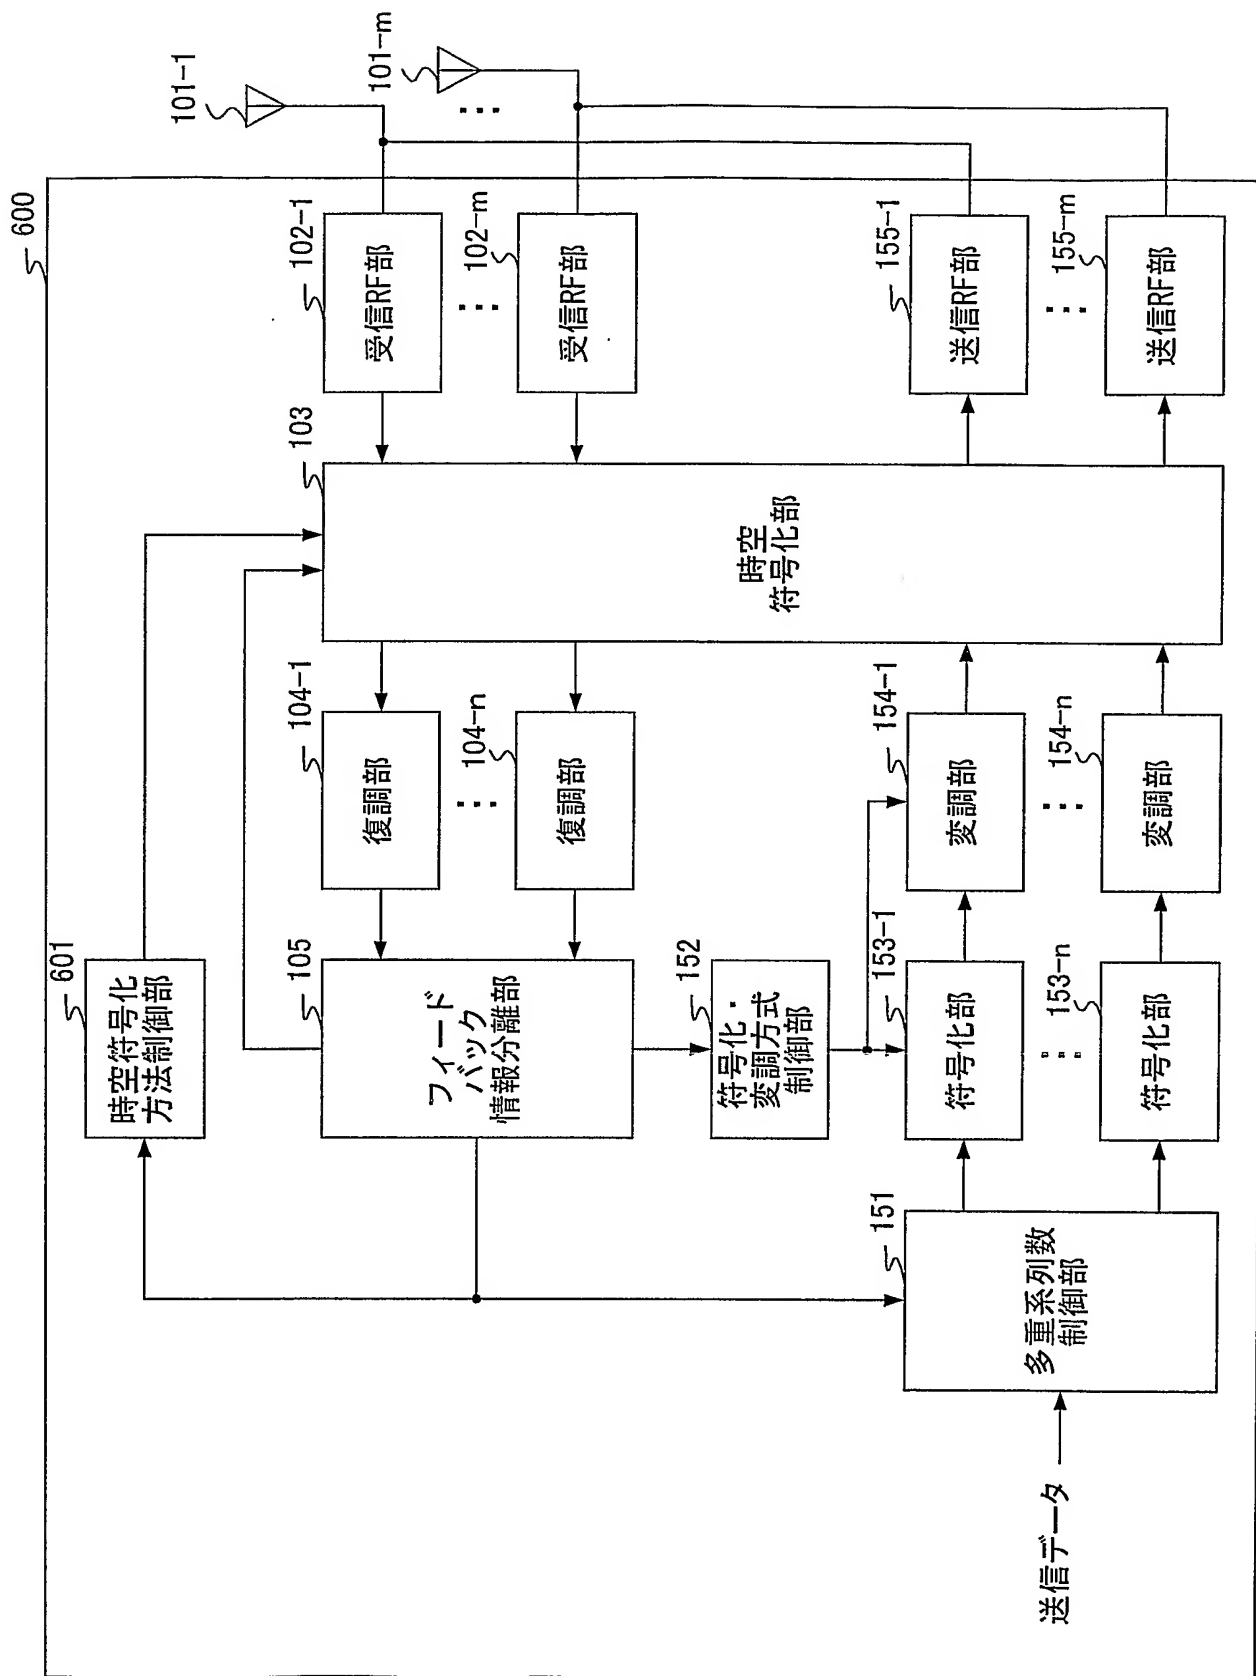 600
101-1
101-m
102-1
受信RF部
102-m
受信RF部
155-1
送信RF部
155-m
送信RF部
103
時空
符号化部
104-1
復調部
104-n
復調部
154-1
変調部
154-n
変調部
601
時空符号化
方法制御部
105
フィード
バック
情報分離部
152
符号化・
変調方式
制御部
153-1
符号化部
153-n
符号化部
151
多重系列数
制御部
送信データ